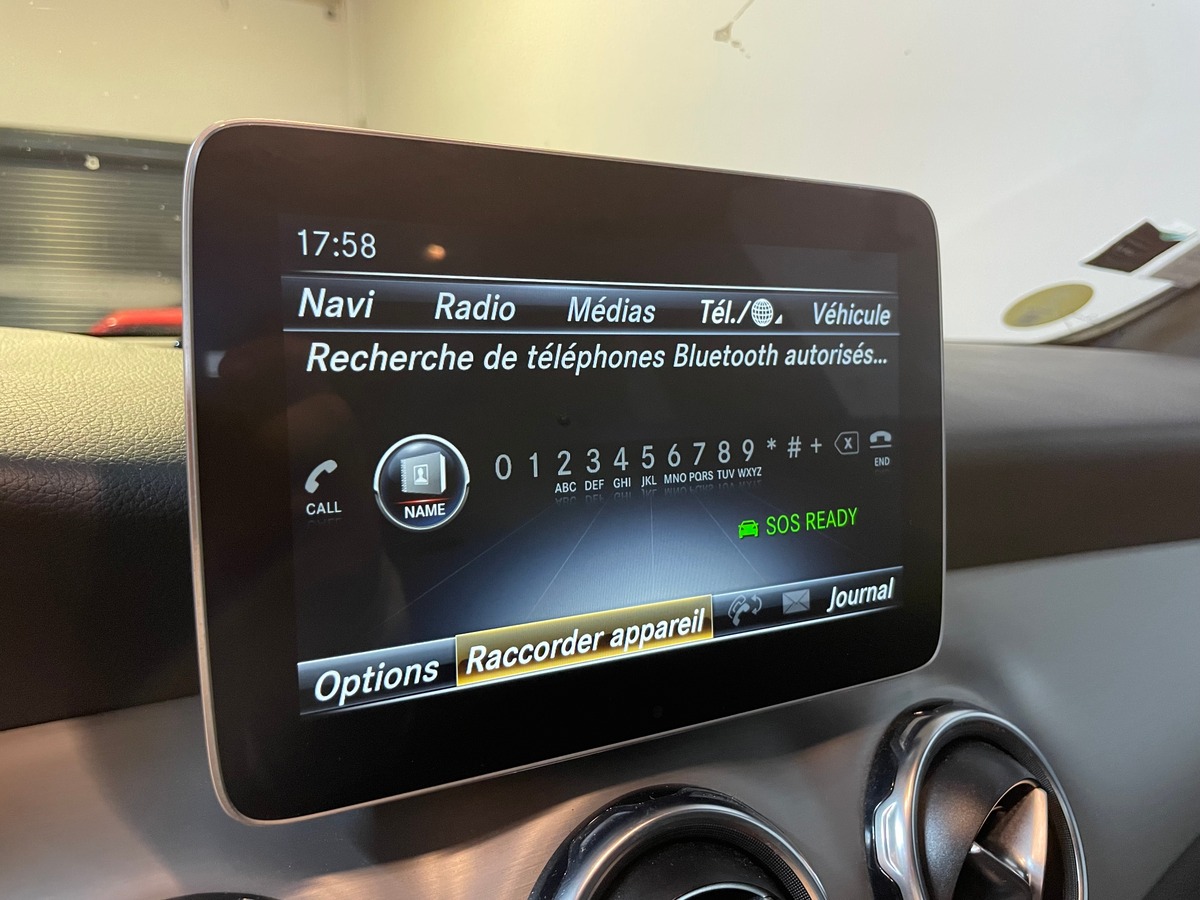 17:58
Navi Radio Médias Tél./ Véhicule
Recherche de téléphones Bluetooth autorisés...
0 1 2 3 4 5 6 7 8 9 * # +
ABC DEF GHI JKL MNO PQRS TUV WXYZ
CALL NAME X END
SOS READY
Options Raccorder appareil Journal